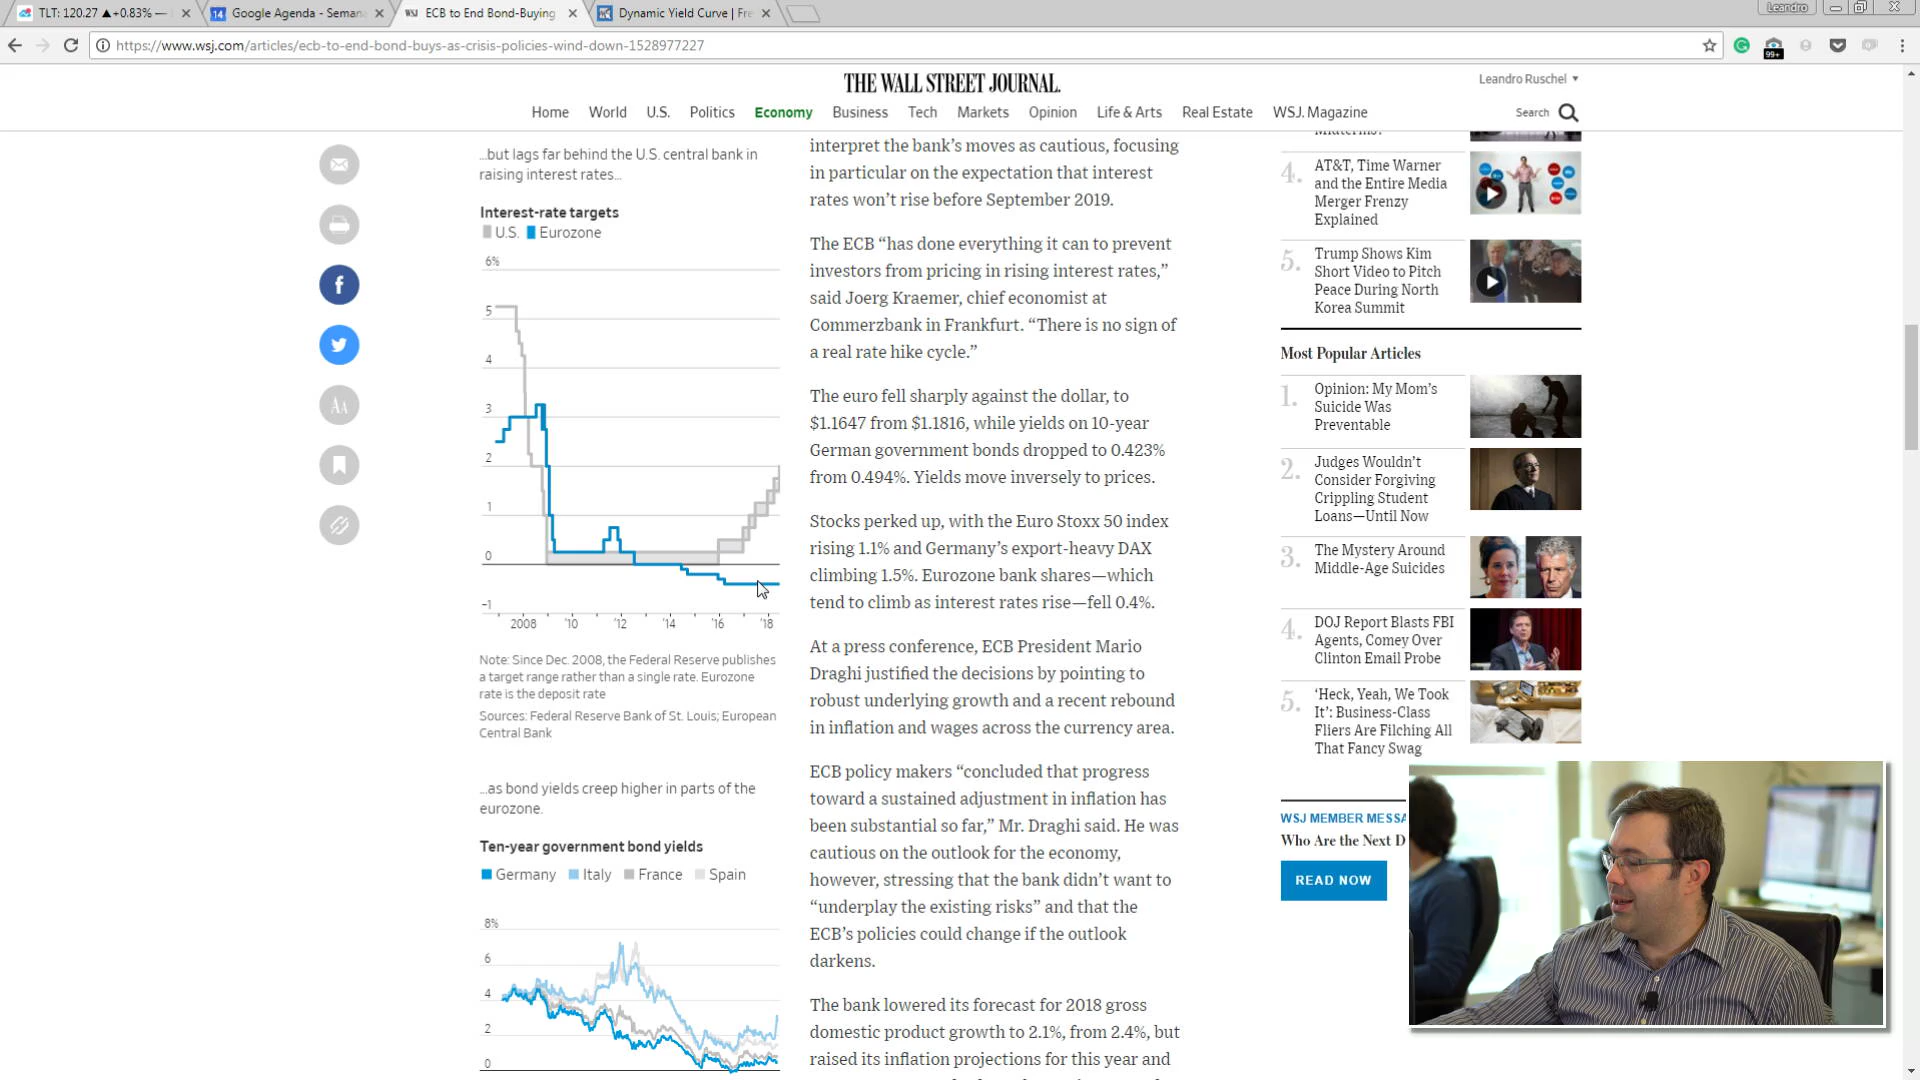 TLT: 120.27 ▲+0.83% —
Google Agenda - Seman
ECB to End Bond-Buying
Dynamic Yield Curve | Fre
Leandro
https://www.wsj.com/articles/ecb-to-end-bond-buys-as-crisis-policies-wind-down-1528977227
99+
THE WALL STREET JOURNAL.
Leandro Ruschel
Home World U.S. Politics Economy Business Tech Markets Opinion Life & Arts Real Estate WSJ. Magazine
Search
...but lags far behind the U.S. central bank in
raising interest rates...
Interest-rate targets
U.S. Eurozone
6%
5
4
3
2
1
0
-1
2008 '10 '12 '14 '16 '18
Note: Since Dec. 2008, the Federal Reserve publishes
a target range rather than a single rate. Eurozone
rate is the deposit rate
Sources: Federal Reserve Bank of St. Louis; European
Central Bank
...as bond yields creep higher in parts of the
eurozone.
Ten-year government bond yields
Germany Italy France Spain
8%
6
4
2
0
interpret the bank's moves as cautious, focusing
in particular on the expectation that interest
rates won't rise before September 2019.
The ECB “has done everything it can to prevent
investors from pricing in rising interest rates,”
said Joerg Kraemer, chief economist at
Commerzbank in Frankfurt. “There is no sign of
a real rate hike cycle.”
The euro fell sharply against the dollar, to
$1.1647 from $1.1816, while yields on 10-year
German government bonds dropped to 0.423%
from 0.494%. Yields move inversely to prices.
Stocks perked up, with the Euro Stoxx 50 index
rising 1.1% and Germany's export-heavy DAX
climbing 1.5%. Eurozone bank shares—which
tend to climb as interest rates rise—fell 0.4%.
At a press conference, ECB President Mario
Draghi justified the decisions by pointing to
robust underlying growth and a recent rebound
in inflation and wages across the currency area.
ECB policy makers “concluded that progress
toward a sustained adjustment in inflation has
been substantial so far,” Mr. Draghi said. He was
cautious on the outlook for the economy,
however, stressing that the bank didn't want to
“underplay the existing risks” and that the
ECB's policies could change if the outlook
darkens.
The bank lowered its forecast for 2018 gross
domestic product growth to 2.1%, from 2.4%, but
raised its inflation projections for this year and
Midterms?
4. AT&T, Time Warner
and the Entire Media
Merger Frenzy
Explained
5. Trump Shows Kim
Short Video to Pitch
Peace During North
Korea Summit
Most Popular Articles
1. Opinion: My Mom's
Suicide Was
Preventable
2. Judges Wouldn't
Consider Forgiving
Crippling Student
Loans—Until Now
3. The Mystery Around
Middle-Age Suicides
4. DOJ Report Blasts FBI
Agents, Comey Over
Clinton Email Probe
5. 'Heck, Yeah, We Took
It': Business-Class
Fliers Are Filching All
That Fancy Swag
WSJ MEMBER MESSA
Who Are the Next D
READ NOW